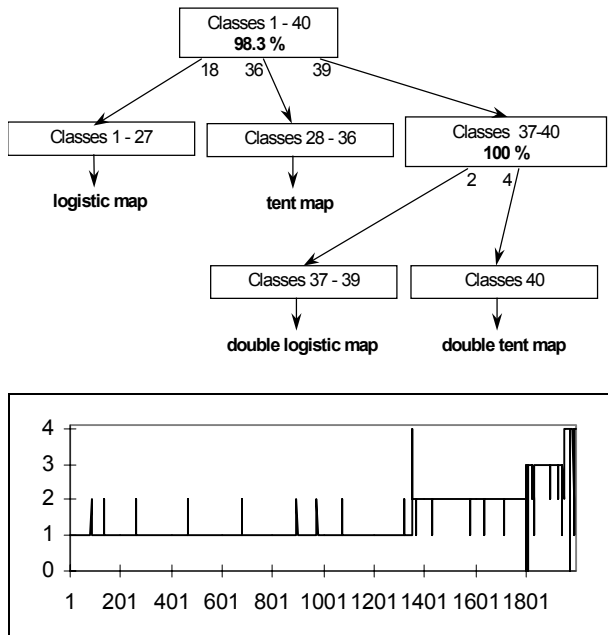 Classes 1 - 40
98.3 %
18 36 39
Classes 1 - 27
Classes 28 - 36
Classes 37-40
100 %
logistic map
tent map
2 4
Classes 37 - 39
Classes 40
double logistic map
double tent map
4
3
2
1
0
1 201 401 601 801 1001 1201 1401 1601 1801